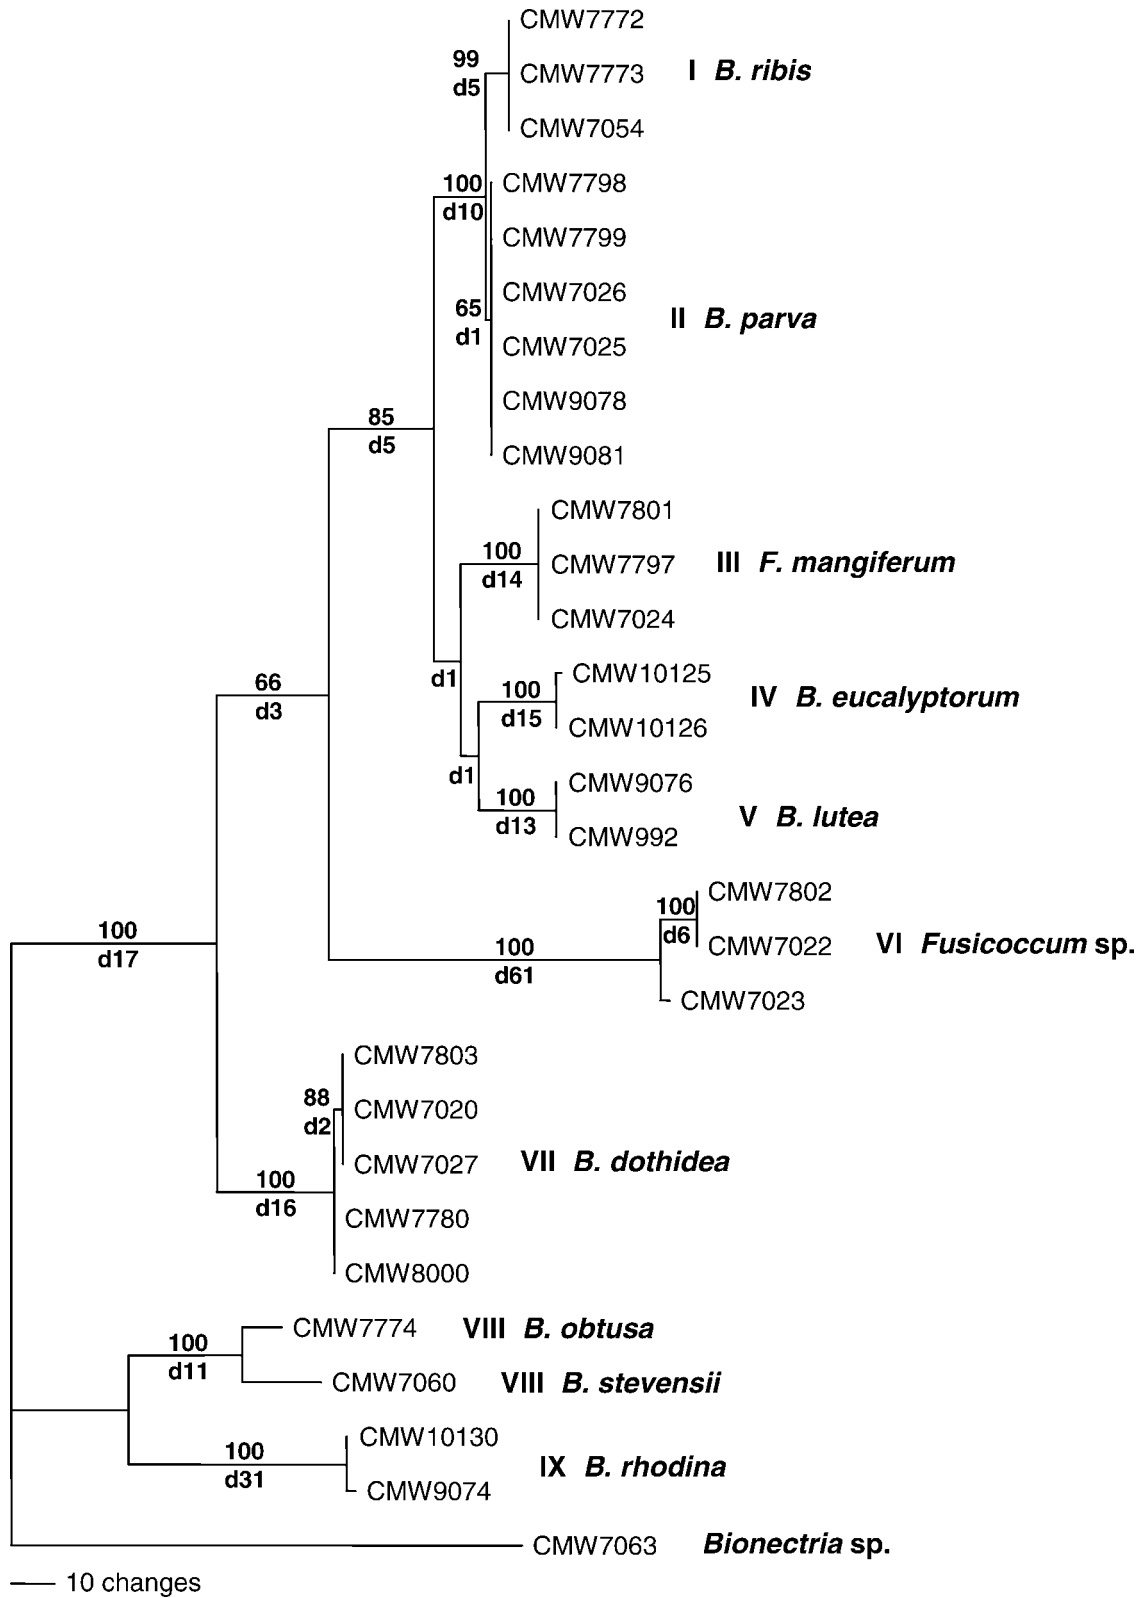 CMW7772
99
d5
CMW7773
I B. ribis
CMW7054
100
d10
CMW7798
CMW7799
CMW7026
65
d1
II B. parva
CMW7025
CMW9078
85
d5
CMW9081
CMW7801
100
d14
CMW7797
III F. mangiferum
CMW7024
d1
66
d3
CMW10125
100
d15
IV B. eucalyptorum
CMW10126
d1
CMW9076
100
d13
V B. lutea
CMW992
CMW7802
100
d6
100
d61
CMW7022
VI Fusicoccum sp.
CMW7023
100
d17
CMW7803
88
d2
CMW7020
CMW7027
VII B. dothidea
100
d16
CMW7780
CMW8000
CMW7774 VIII B. obtusa
100
d11
CMW7060 VIII B. stevensii
CMW10130
100
d31
IX B. rhodina
CMW9074
CMW7063 Bionectria sp.
10 changes